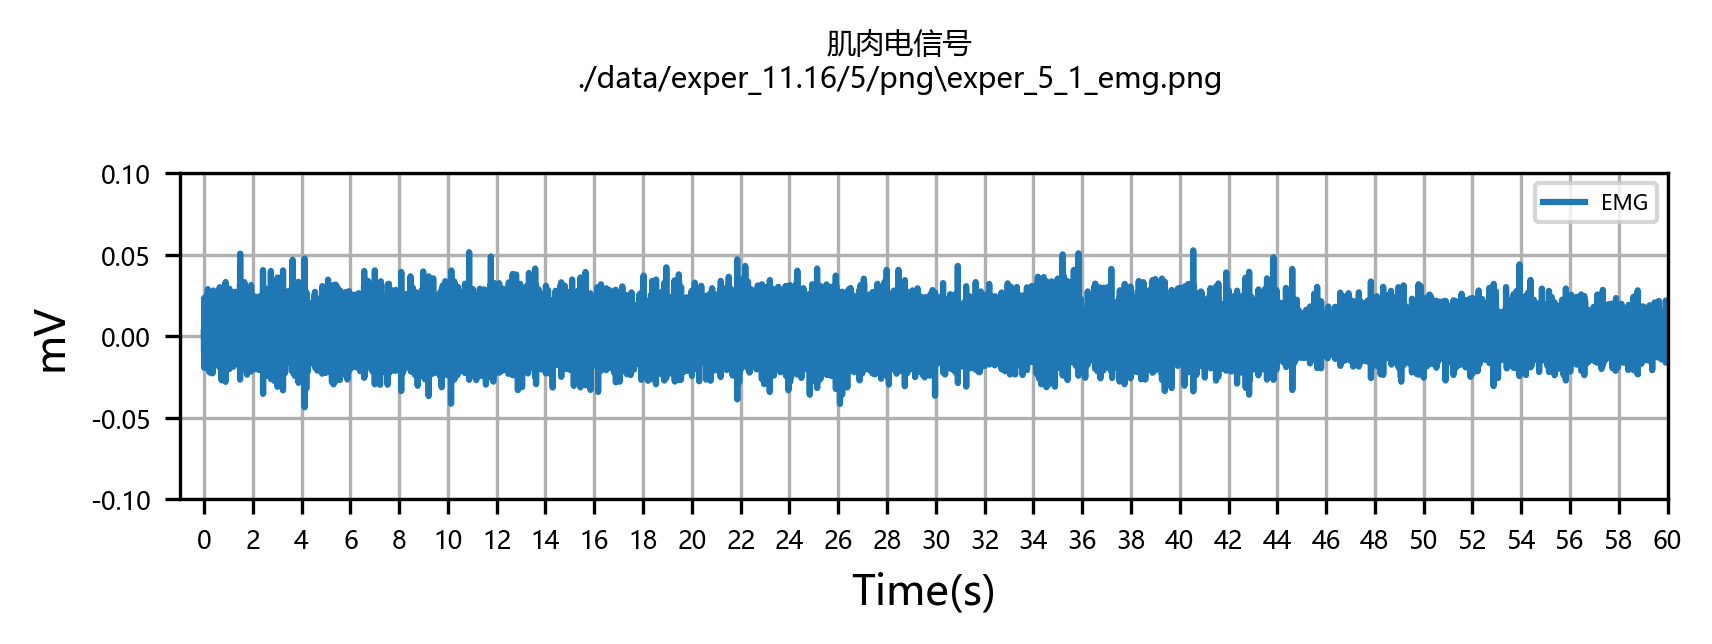 肌肉电信号
./data/exper_11.16/5/png\exper_5_1_emg.png
0.10
0.05
0.00
-0.05
-0.10
mV
EMG
0 2 4 6 8 10 12 14 16 18 20 22 24 26 28 30 32 34 36 38 40 42 44 46 48 50 52 54 56 58 60
Time(s)